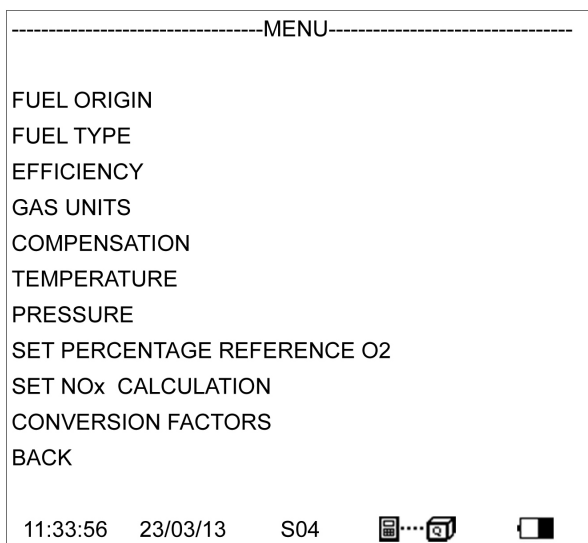 ----------------------------------MENU---------------------------------
FUEL ORIGIN
FUEL TYPE
EFFICIENCY
GAS UNITS
COMPENSATION
TEMPERATURE
PRESSURE
SET PERCENTAGE REFERENCE O2
SET NOx CALCULATION
CONVERSION FACTORS
BACK
11:33:56 23/03/13 S04 Q